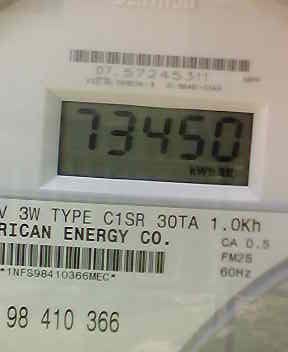 07.57245311
73450
kWh
V 3W TYPE C1SR 30TA 1.0Kh
RICAN ENERGY CO.
CA 0.5
FM2S
60Hz
*1NFS98410366MEC*
98 410 366